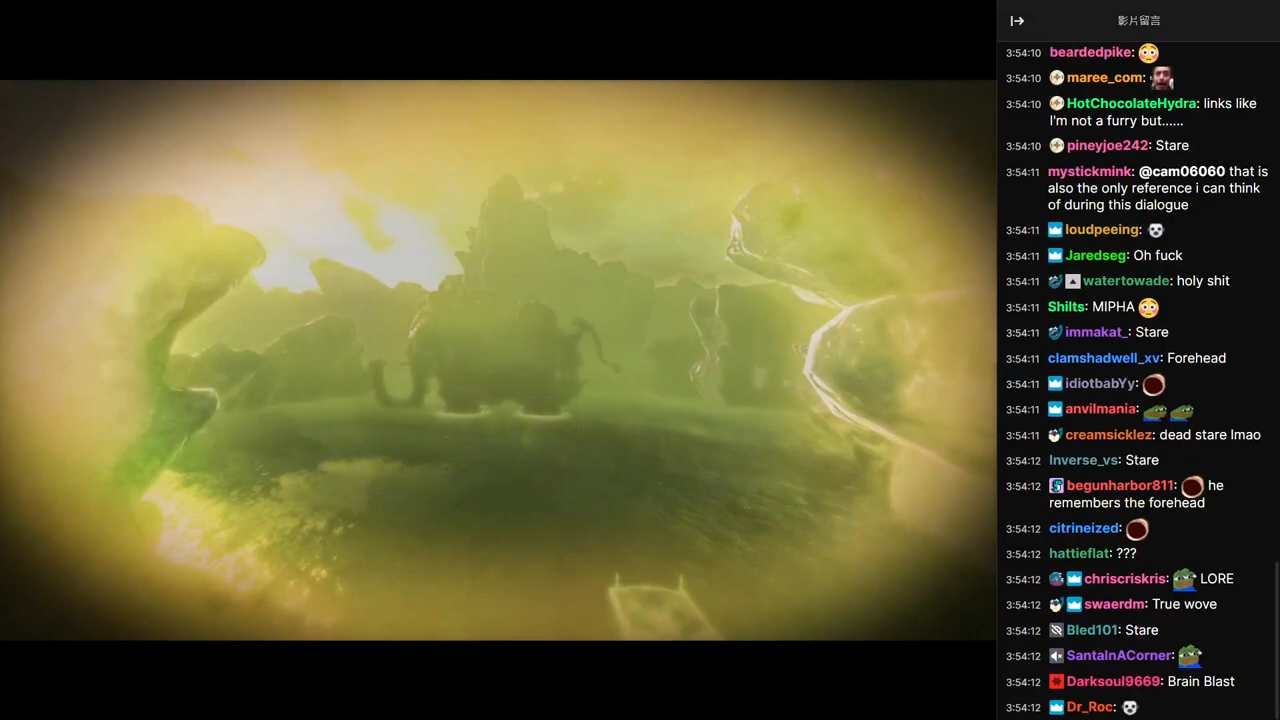 影片留言
3:54:10 beardedpike:
3:54:10 maree_com:
3:54:10 HotChocolateHydra: links like
I'm not a furry but......
3:54:10 pineyjoe242: Stare
3:54:11 mystickmink: @cam06060 that is
also the only reference i can think
of during this dialogue
3:54:11 loudpeeing:
3:54:11 Jaredseg: Oh fuck
3:54:11 watertowade: holy shit
3:54:11 Shilts: MIPHA
3:54:11 immakat_: Stare
3:54:11 clamshadwell_xv: Forehead
3:54:11 idiotbabYy:
3:54:11 anvilmania:
3:54:11 creamsicklez: dead stare lmao
3:54:12 Inverse_vs: Stare
3:54:12 begunharbor811: he
remembers the forehead
3:54:12 citrineized:
3:54:12 hattieflat: ???
3:54:12 chriscriskris: LORE
3:54:12 swaerdm: True wove
3:54:12 Bled101: Stare
3:54:12 SantaInACorner:
3:54:12 Darksoul9669: Brain Blast
3:54:12 Dr_Roc: